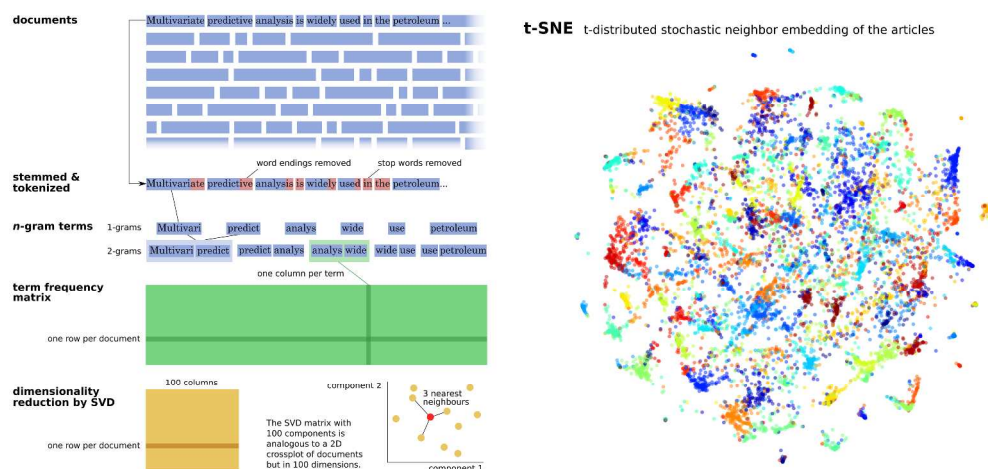 documents
Multivariate predictive analysis is widely used in the petroleum ...
word endings removed
stop words removed
stemmed &
tokenized
Multivariate predictive analysis is widely used in the petroleum...
n-gram terms
1-grams
Multivari predict analys wide use petroleum
2-grams
Multivari predict predict analys analys wide wide use use petroleum
one column per term
term frequency
matrix
one row per document
dimensionality
reduction by SVD
100 columns
one row per document
The SVD matrix with
100 components is
analogous to a 2D
crossplot of documents
but in 100 dimensions.
component 2
3 nearest
neighbours
component 1
t-SNE t-distributed stochastic neighbor embedding of the articles